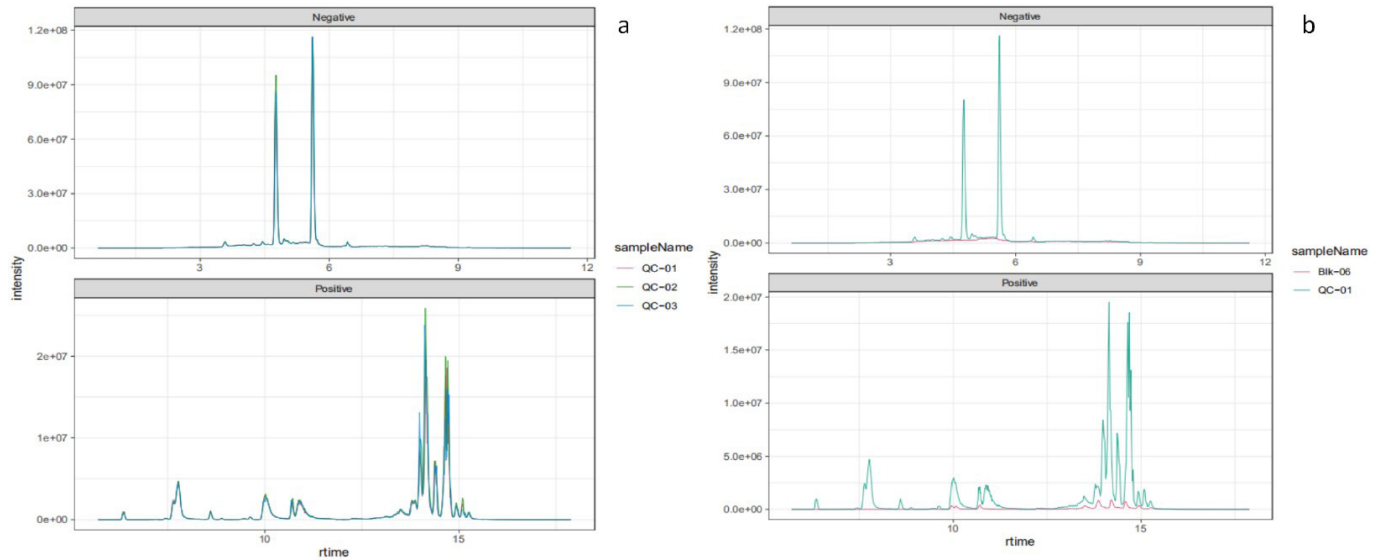 Negative
a
1.2e+08
9.0e+07
6.0e+07
3.0e+07
0.0e+00
3
6
9
12
intensity
sampleName
QC-01
QC-02
QC-03
Positive
2e+07
1e+07
0e+00
10
15
rtime
Negative
b
1.2e+08
9.0e+07
6.0e+07
3.0e+07
0.0e+00
3
6
9
12
intensity
sampleName
Blk-06
QC-01
Positive
2.0e+07
1.5e+07
1.0e+07
5.0e+06
0.0e+00
10
15
rtime